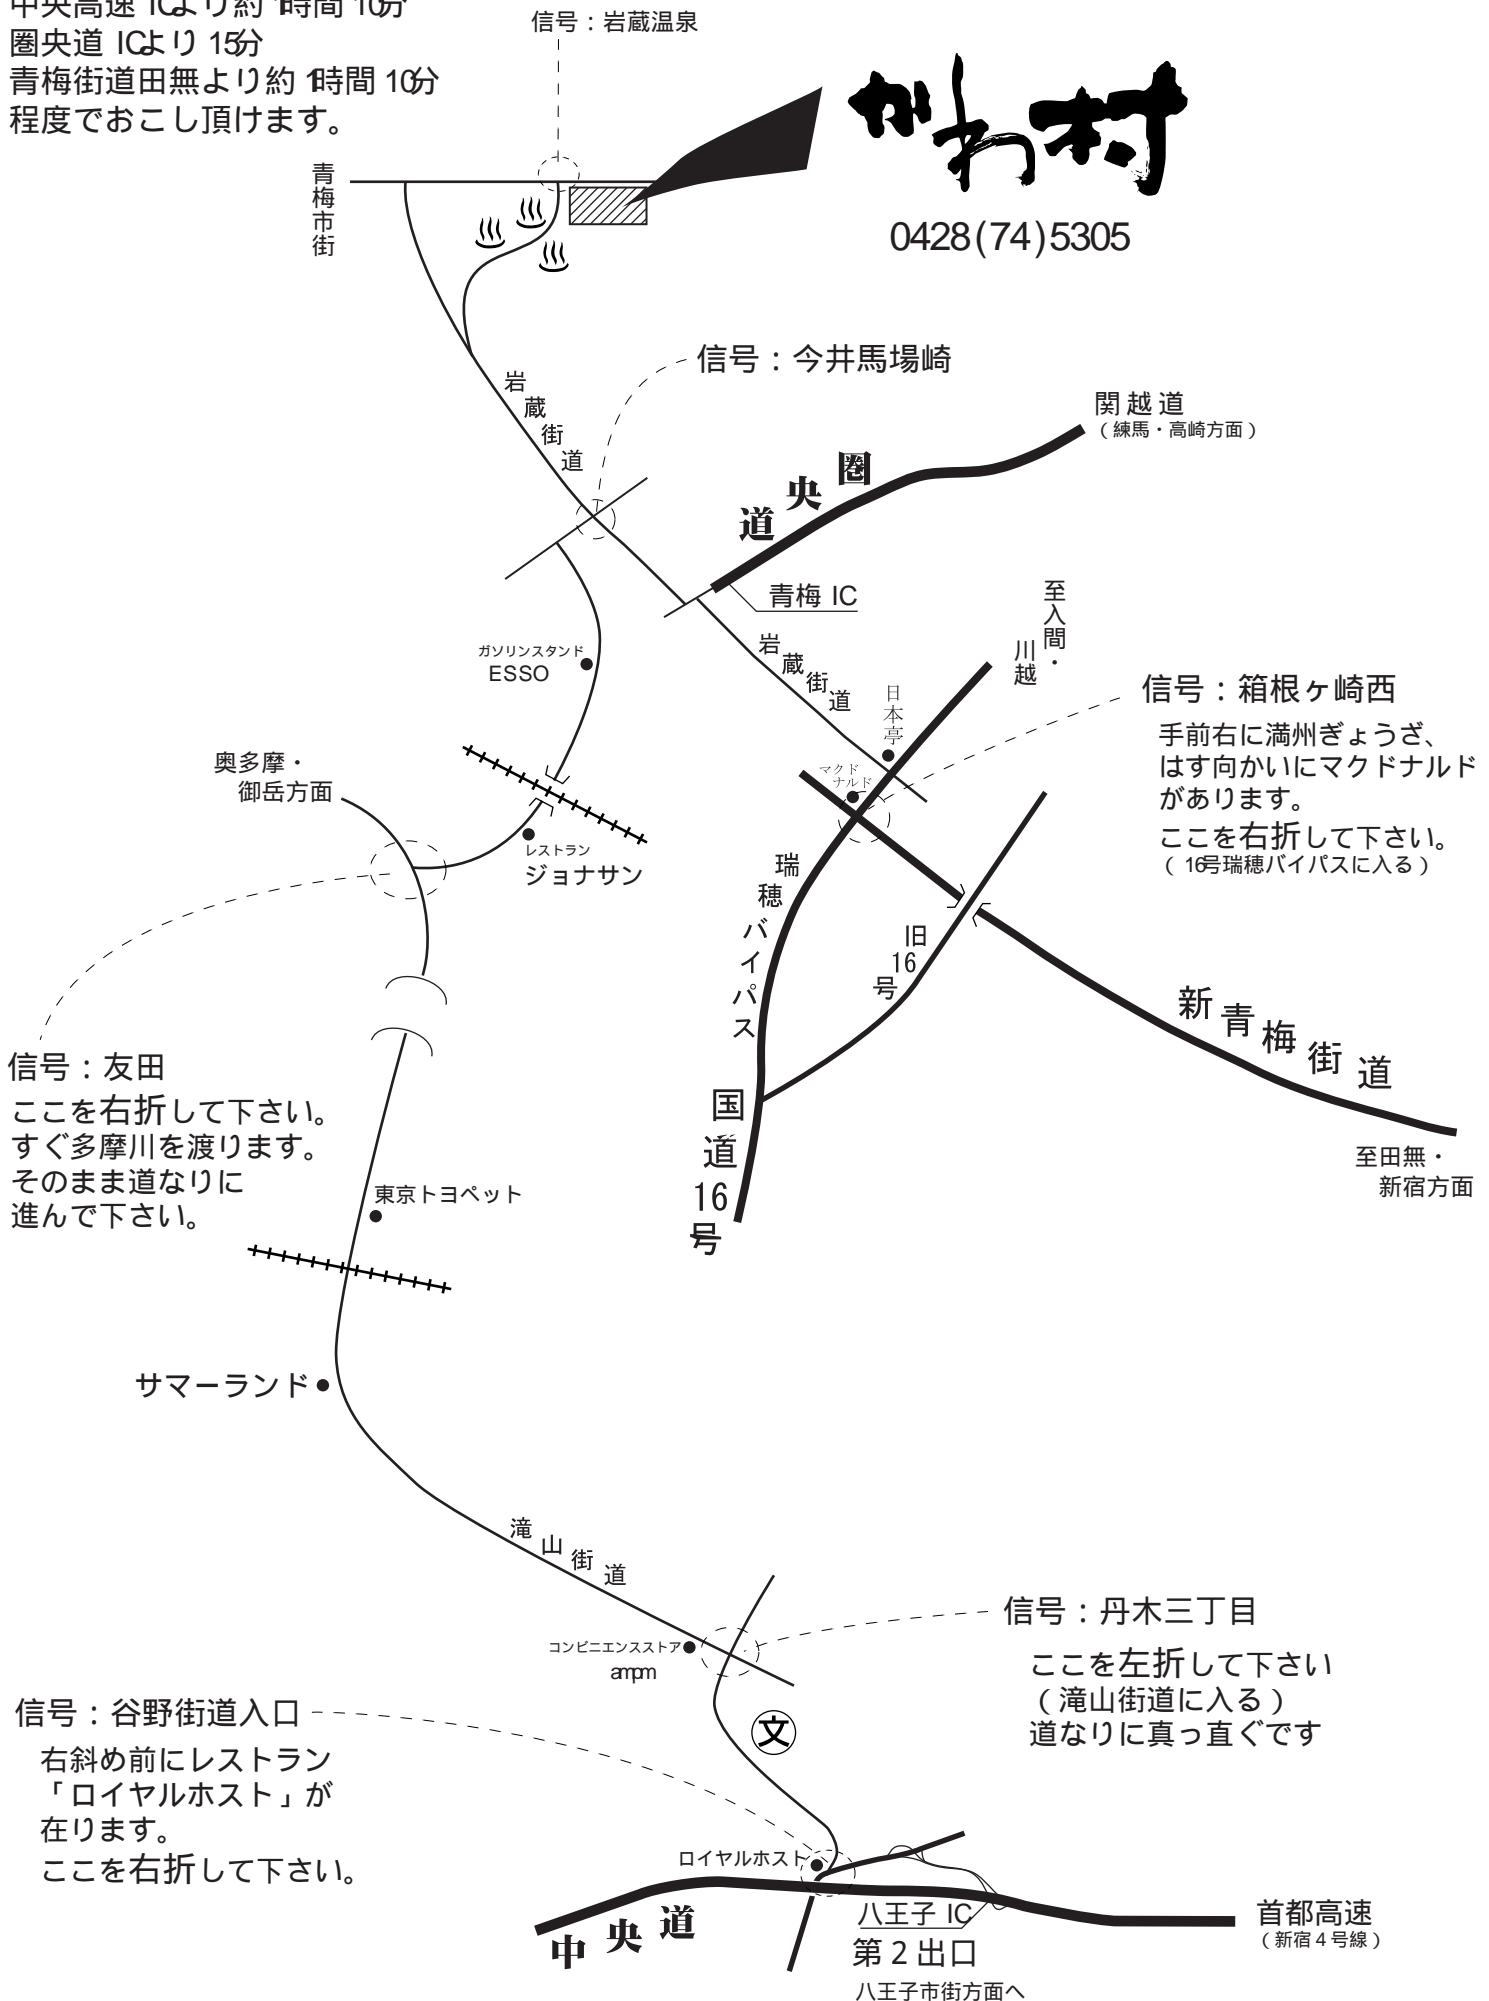 中央高速 ICより約 1時間 10分
圏央道 ICより 15分
青梅街道田無より約 1時間 10分
程度でおこし頂けます。
信号：岩蔵温泉
かわ村
0428(74)5305
青梅市街
信号：今井馬場崎
岩蔵街道
関越道
（練馬・高崎方面）
圏央道
青梅 IC
至入間・
川越
岩蔵街道
日本亭
マクド
ナルド
ガソリンスタンド
ESSO
信号：箱根ヶ崎西
手前右に満州ぎょうざ、
はす向かいにマクドナルド
があります。
ここを右折して下さい。
（16号瑞穂バイパスに入る）
奥多摩・
御岳方面
レストラン
ジョナサン
瑞穂バイパス
旧16号
新青梅街道
国道16号
至田無・
新宿方面
信号：友田
ここを右折して下さい。
すぐ多摩川を渡ります。
そのまま道なりに
進んで下さい。
東京トヨペット
サマーランド
滝山街道
コンビニエンスストア
ampm
信号：丹木三丁目
ここを左折して下さい
（滝山街道に入る）
道なりに真っ直ぐです
文
信号：谷野街道入口
右斜め前にレストラン
「ロイヤルホスト」が
在ります。
ここを右折して下さい。
ロイヤルホスト
中央道
八王子 IC
第２出口
八王子市街方面へ
首都高速
（新宿４号線）